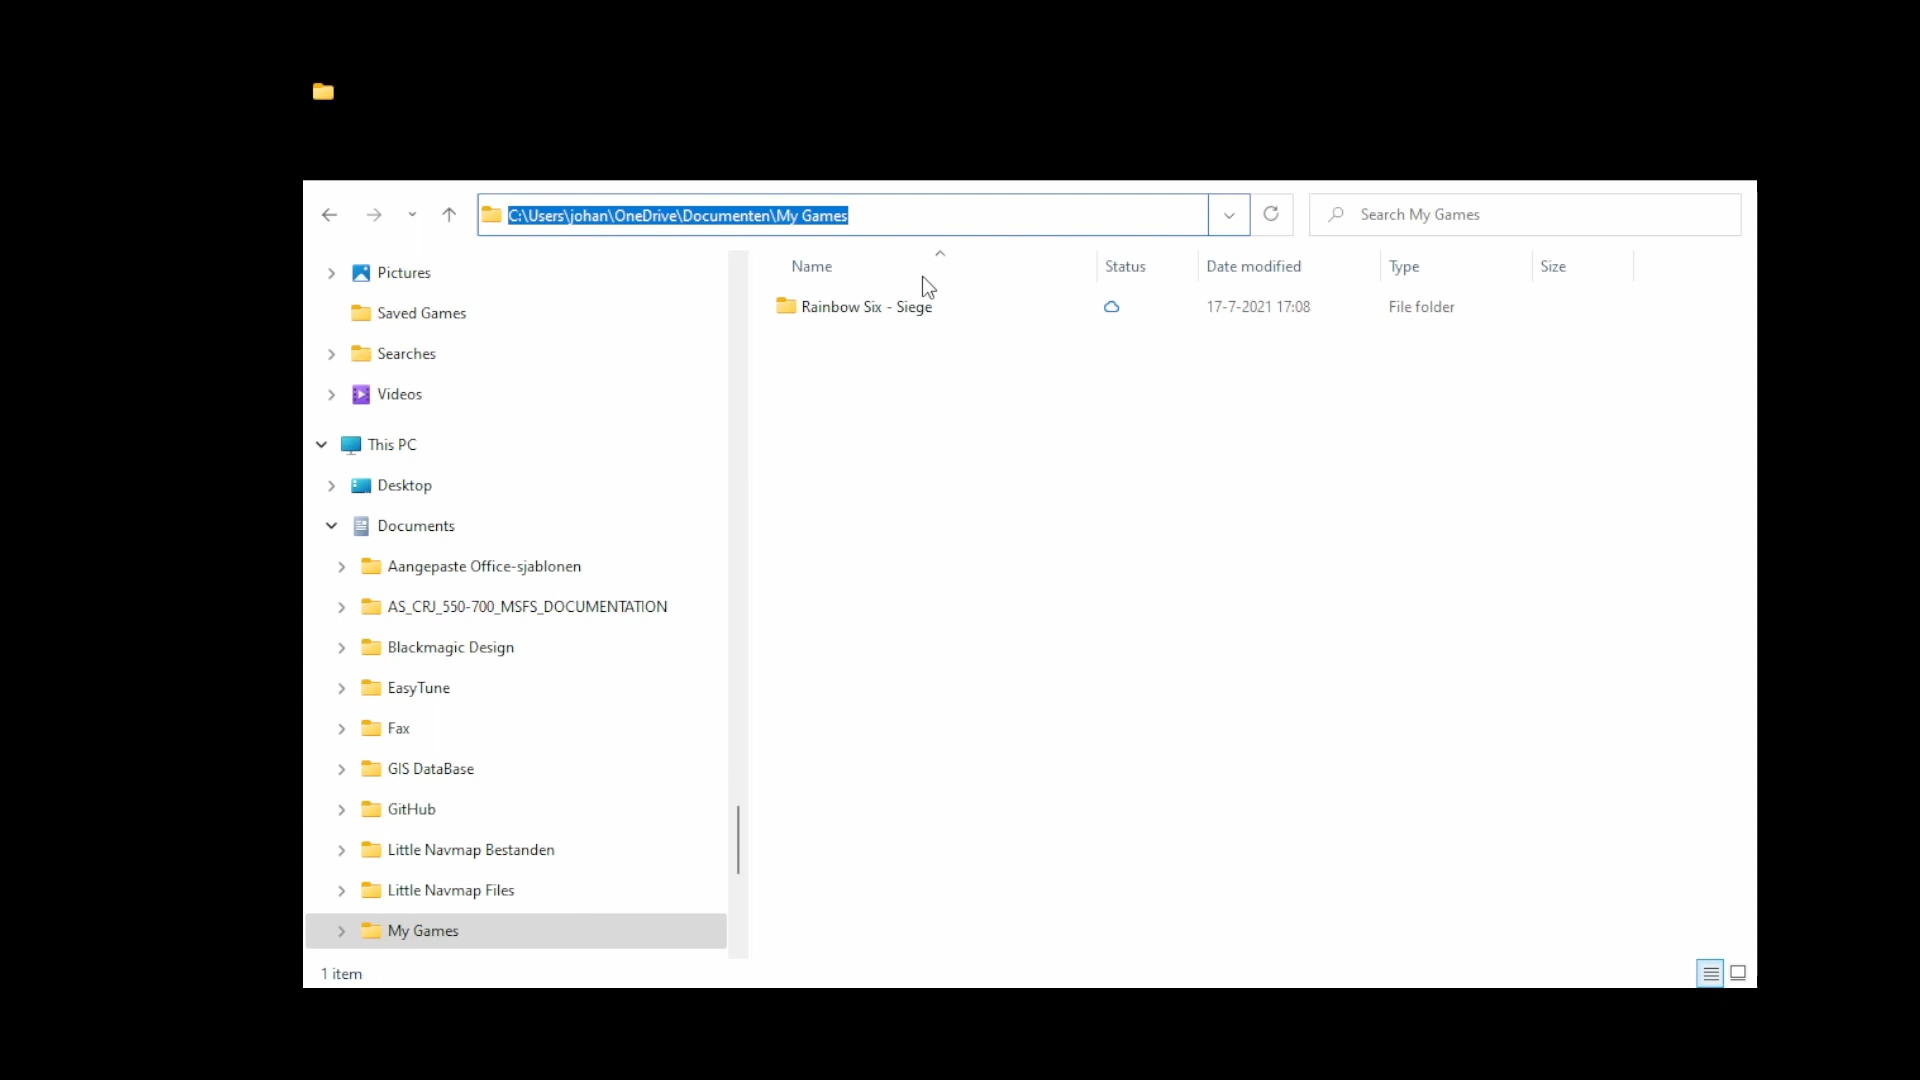 C:\Users\johan\OneDrive\Documenten\My Games
Search My Games
Name
Status
Date modified
Type
Size
Rainbow Six - Siege
17-7-2021 17:08
File folder
Pictures
Saved Games
Searches
Videos
This PC
Desktop
Documents
Aangepaste Office-sjablonen
AS_CRJ_550-700_MSFS_DOCUMENTATION
Blackmagic Design
EasyTune
Fax
GIS DataBase
GitHub
Little Navmap Bestanden
Little Navmap Files
My Games
1 item